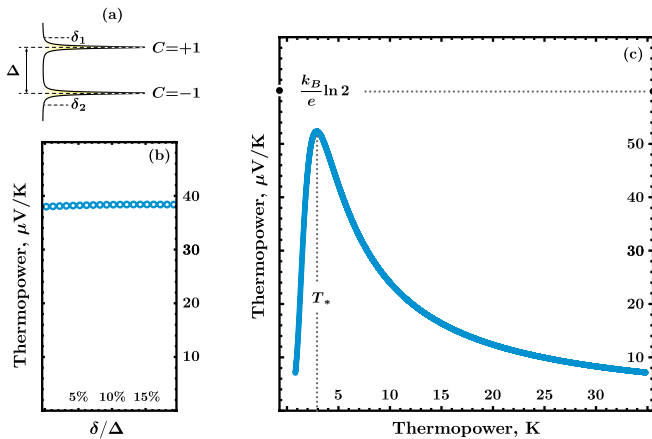 (a)
δ₁
C=+1
Δ
C=−1
δ₂
(b)
Thermopower, μV/K
40
30
20
10
5% 10% 15%
δ/Δ
(c)
k_B/e ln 2
Thermopower, μV/K
50
40
30
20
10
T*
5 10 15 20 25 30
Thermopower, K